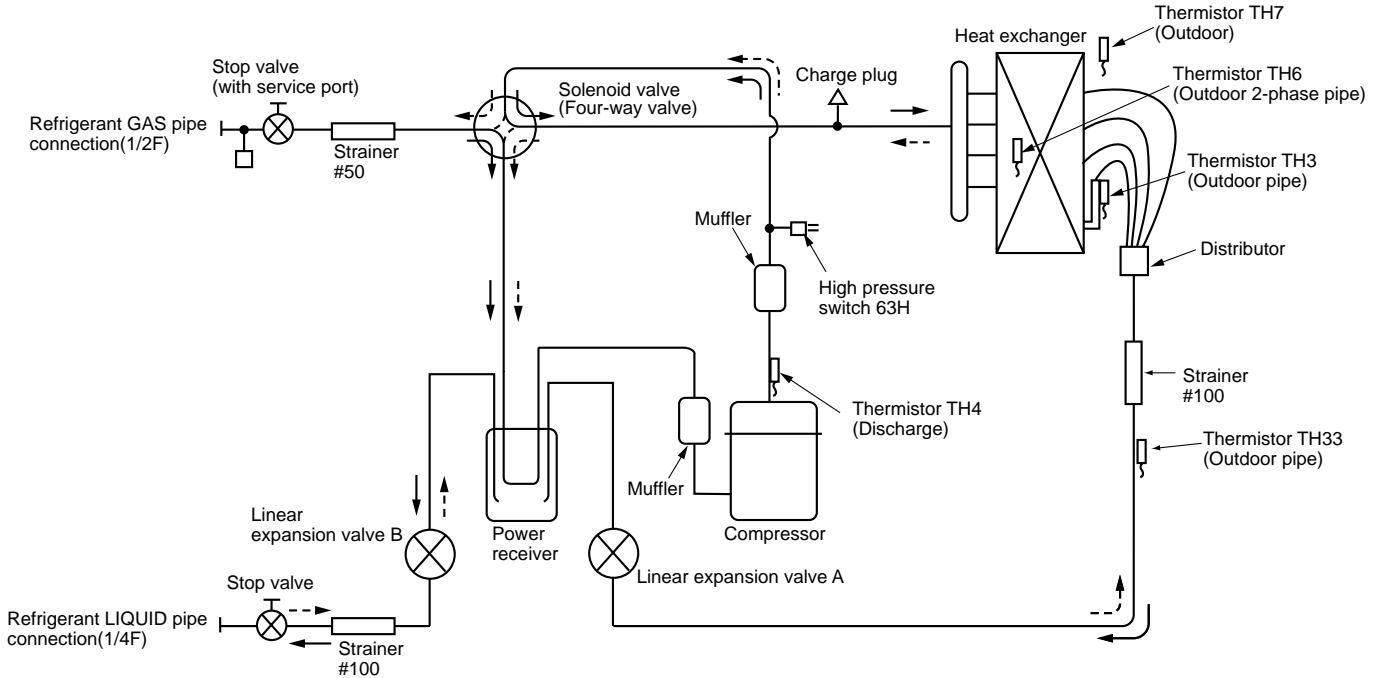 Thermistor TH7
(Outdoor)
Heat exchanger
Stop valve
(with service port)
Solenoid valve
(Four-way valve)
Charge plug
Thermistor TH6
(Outdoor 2-phase pipe)
Refrigerant GAS pipe
connection(1/2F)
Strainer
#50
Thermistor TH3
(Outdoor pipe)
Muffler
Distributor
High pressure
switch 63H
Strainer
#100
Thermistor TH4
(Discharge)
Thermistor TH33
(Outdoor pipe)
Muffler
Linear
expansion valve B
Power
receiver
Compressor
Linear expansion valve A
Stop valve
Refrigerant LIQUID pipe
connection(1/4F)
Strainer
#100